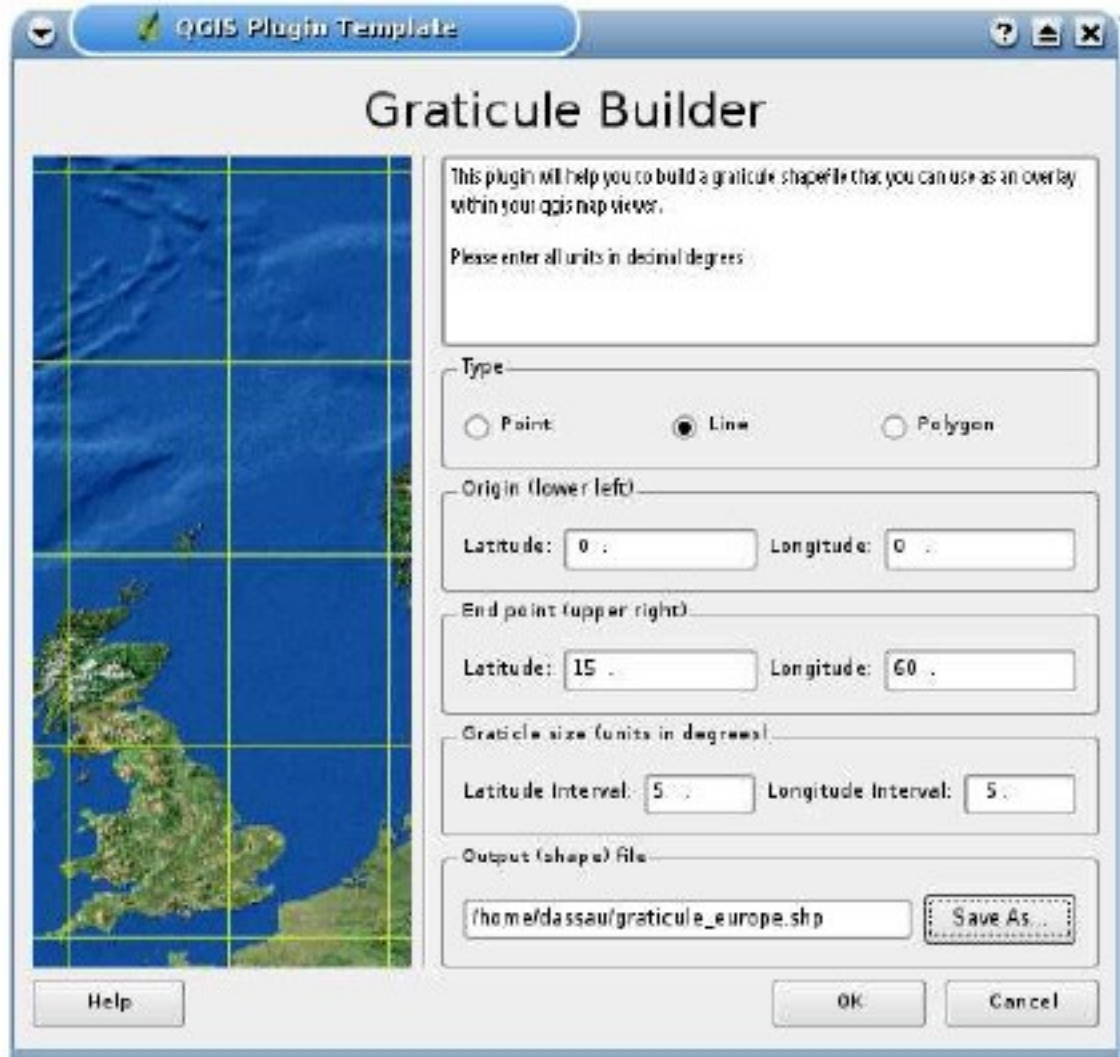 QGIS Plugin Template
Graticule Builder
This plugin will help you to build a graticule shapefile that you can use as an overlay
within your qgis map viewer.
Please enter all units in decimal degrees
Type
Point Line Polygon
Origin (lower left)
Latitude: 0 . Longitude: 0 .
End point (upper right)
Latitude: 15 . Longitude: 60 .
Graticle size (units in degrees)
Latitude Interval: 5 . Longitude Interval: 5 .
Output (shape) file
/home/dassau/graticule_europe.shp Save As...
Help OK Cancel